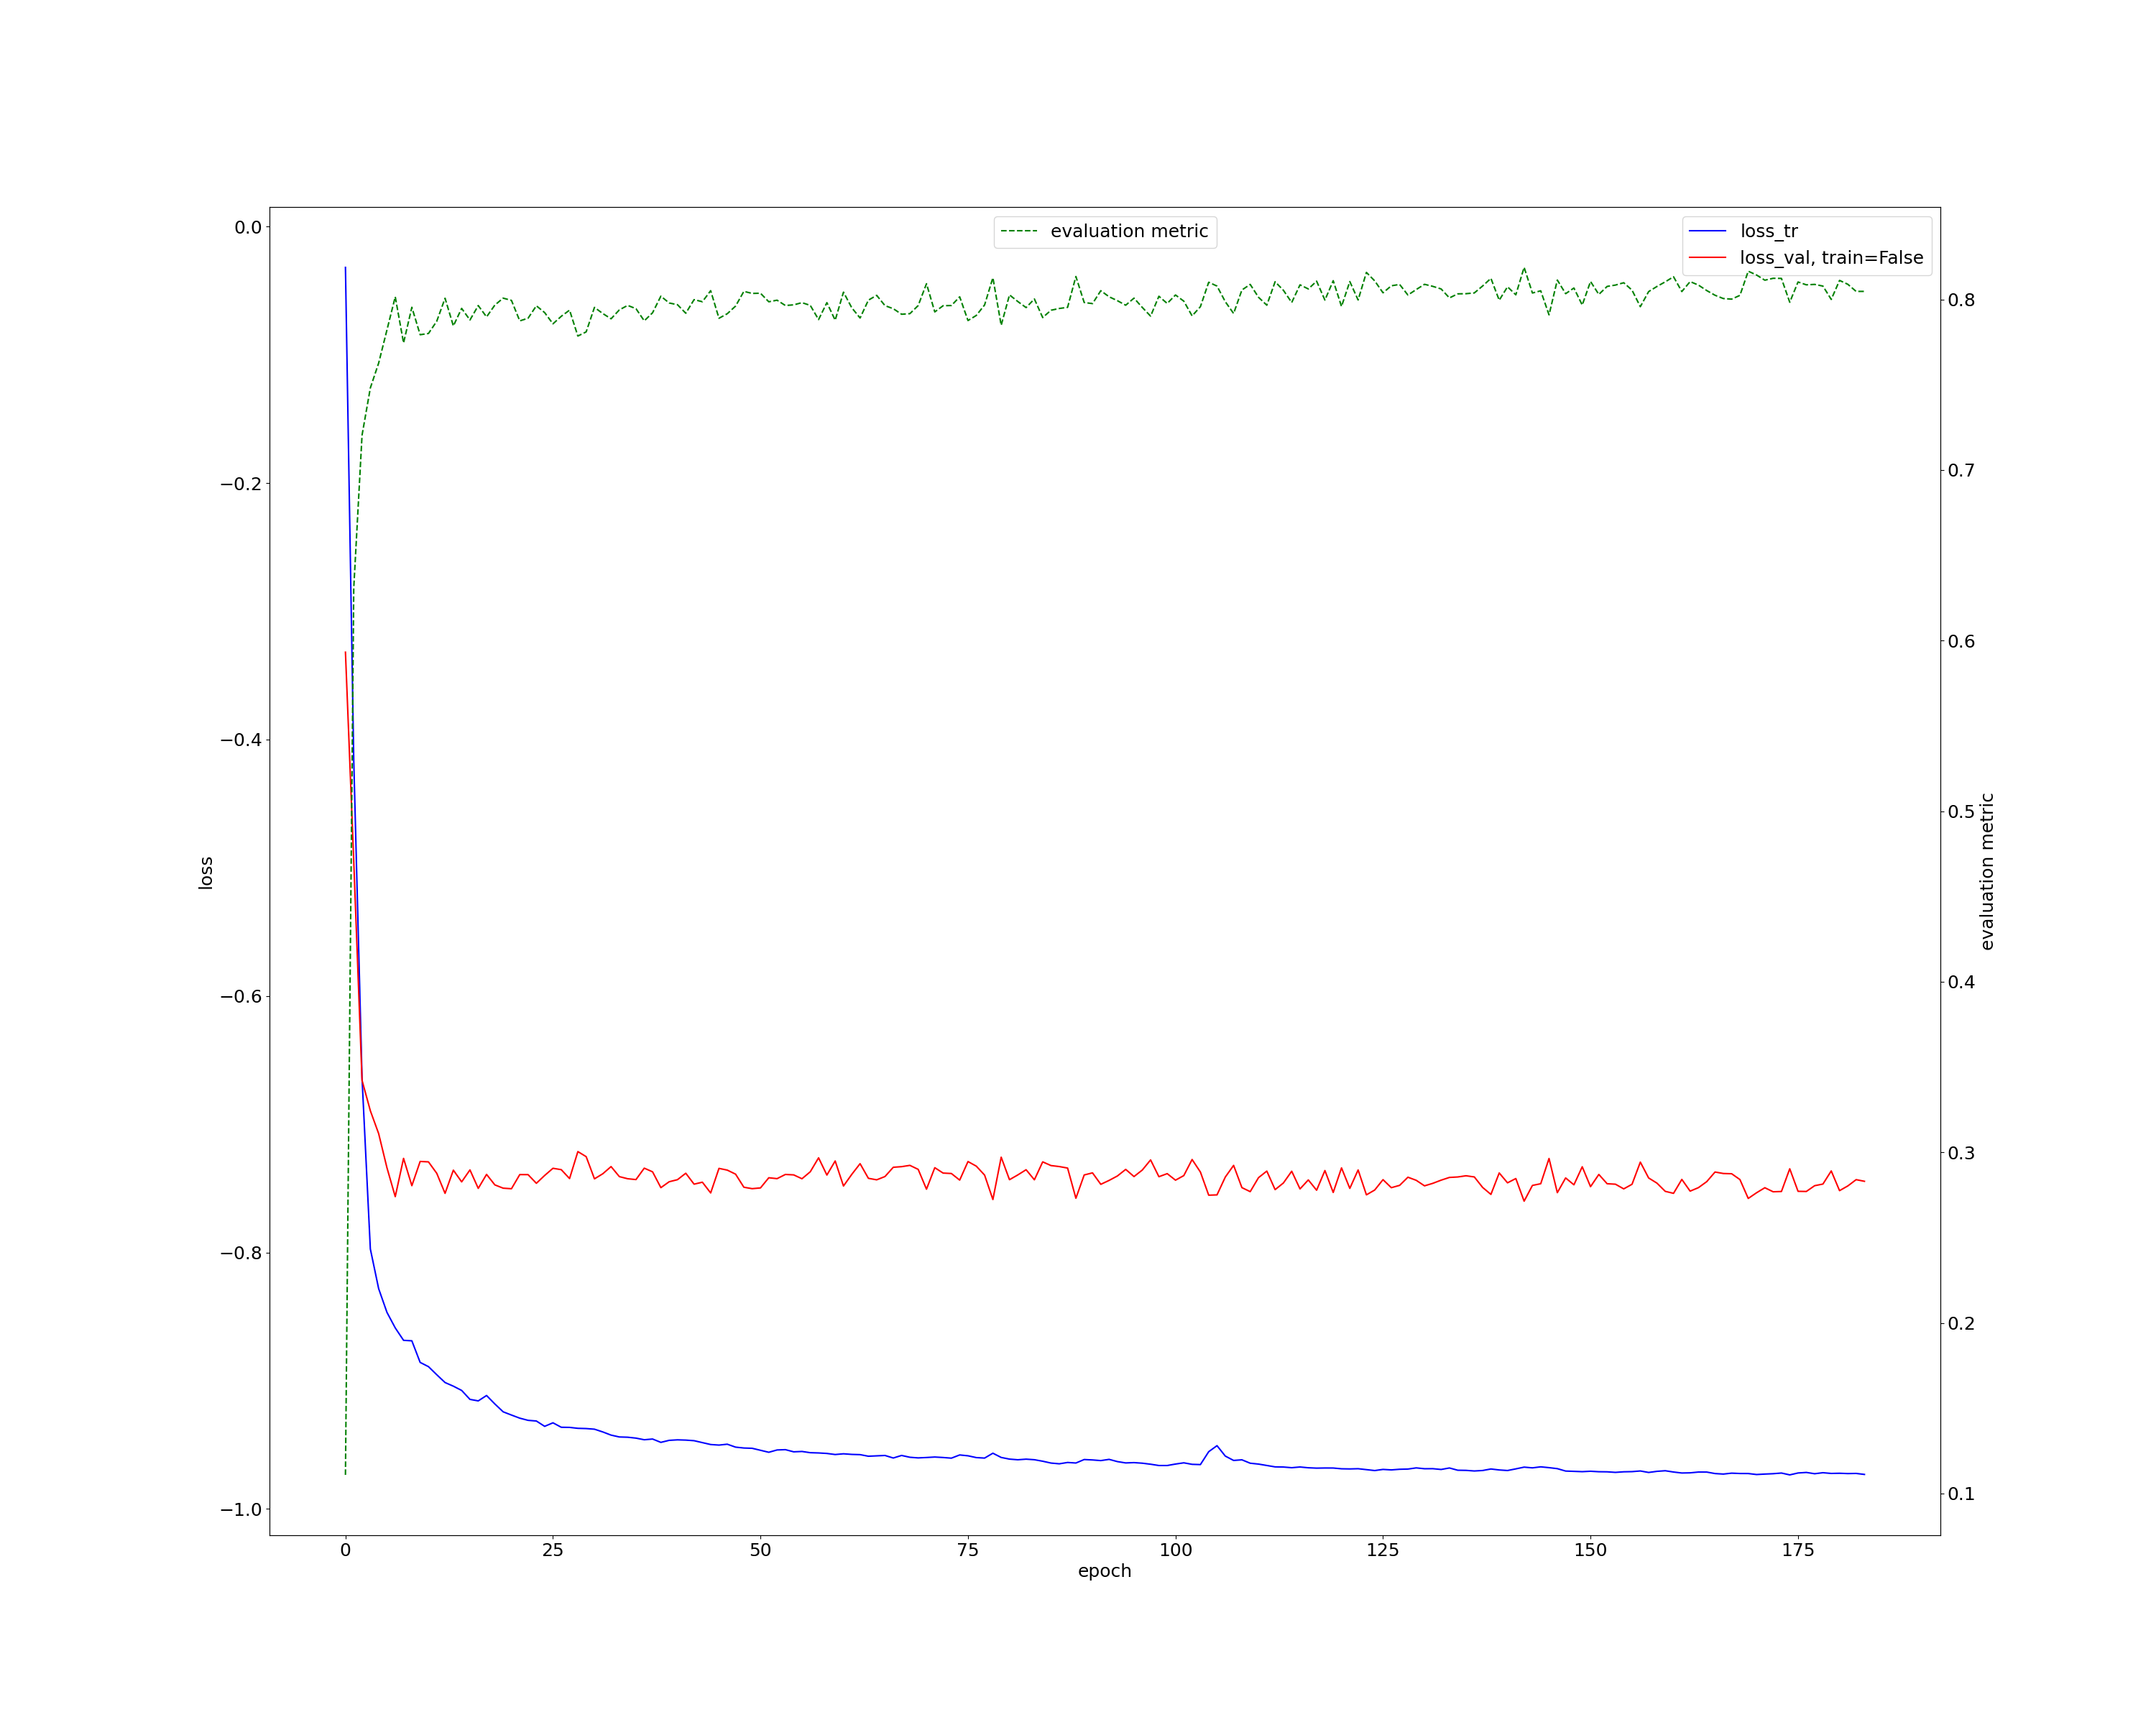 evaluation metric
loss_tr
loss_val, train=False
0.0
−0.2
−0.4
−0.6
−0.8
−1.0
loss
0.8
0.7
0.6
0.5
0.4
0.3
0.2
0.1
evaluation metric
0 25 50 75 100 125 150 175
epoch